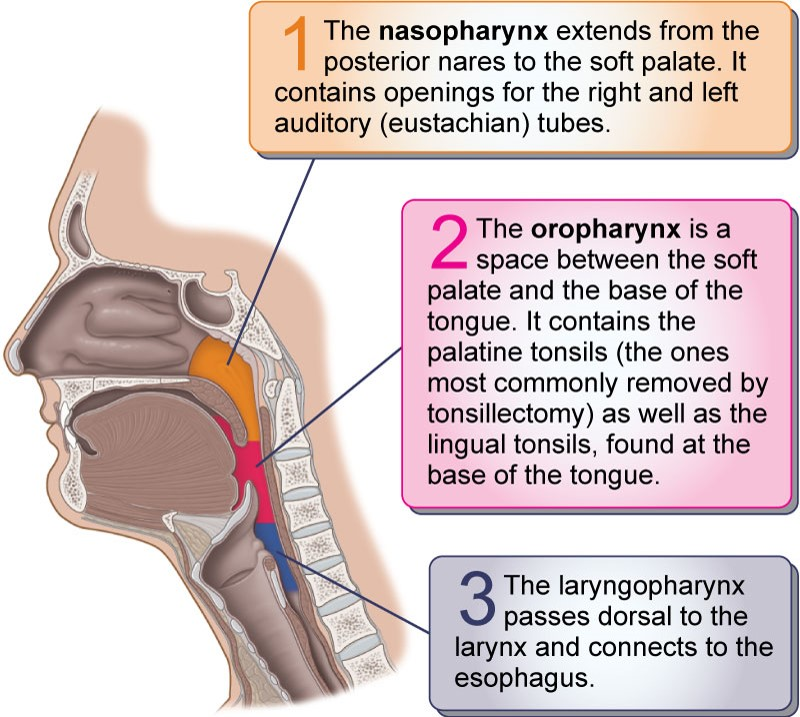 1 The nasopharynx extends from the
posterior nares to the soft palate. It
contains openings for the right and left
auditory (eustachian) tubes.
2 The oropharynx is a
space between the soft
palate and the base of the
tongue. It contains the
palatine tonsils (the ones
most commonly removed by
tonsillectomy) as well as the
lingual tonsils, found at the
base of the tongue.
3 The laryngopharynx
passes dorsal to the
larynx and connects to the
esophagus.